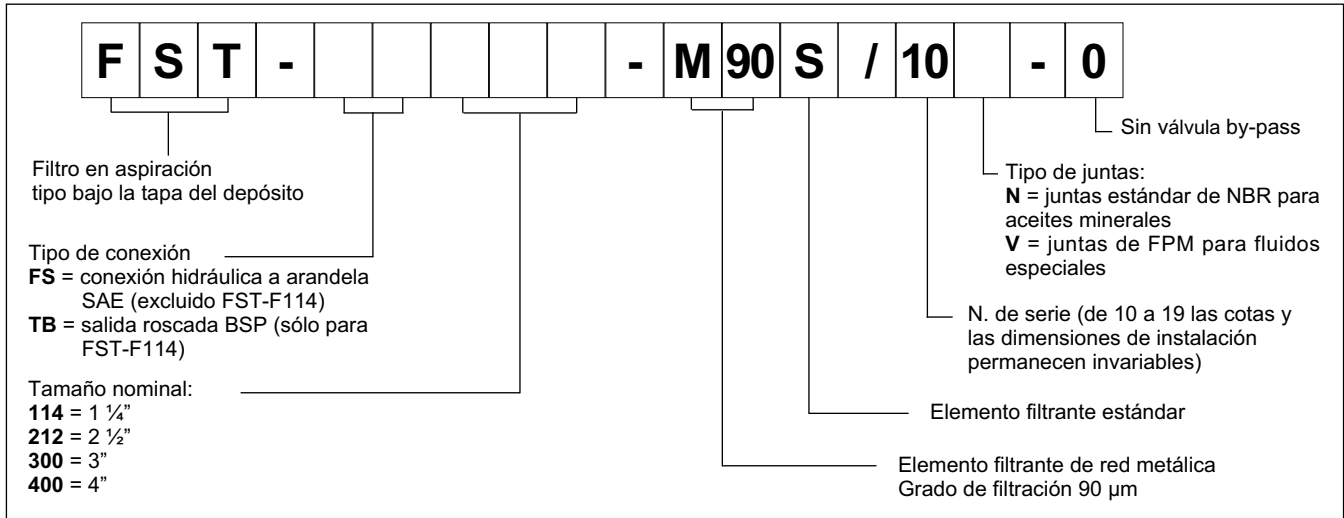 F S T - - M 90 S / 10 - 0
Sin válvula by-pass
Filtro en aspiración
tipo bajo la tapa del depósito
Tipo de juntas:
N = juntas estándar de NBR para
aceites minerales
V = juntas de FPM para fluidos
especiales
Tipo de conexión
FS = conexión hidráulica a arandela
SAE (excluido FST-F114)
TB = salida roscada BSP (sólo para
FST-F114)
N. de serie (de 10 a 19 las cotas y
las dimensiones de instalación
permanecen invariables)
Tamaño nominal:
114 = 1 ¼”
212 = 2 ½”
300 = 3”
400 = 4”
Elemento filtrante estándar
Elemento filtrante de red metálica
Grado de filtración 90 µm